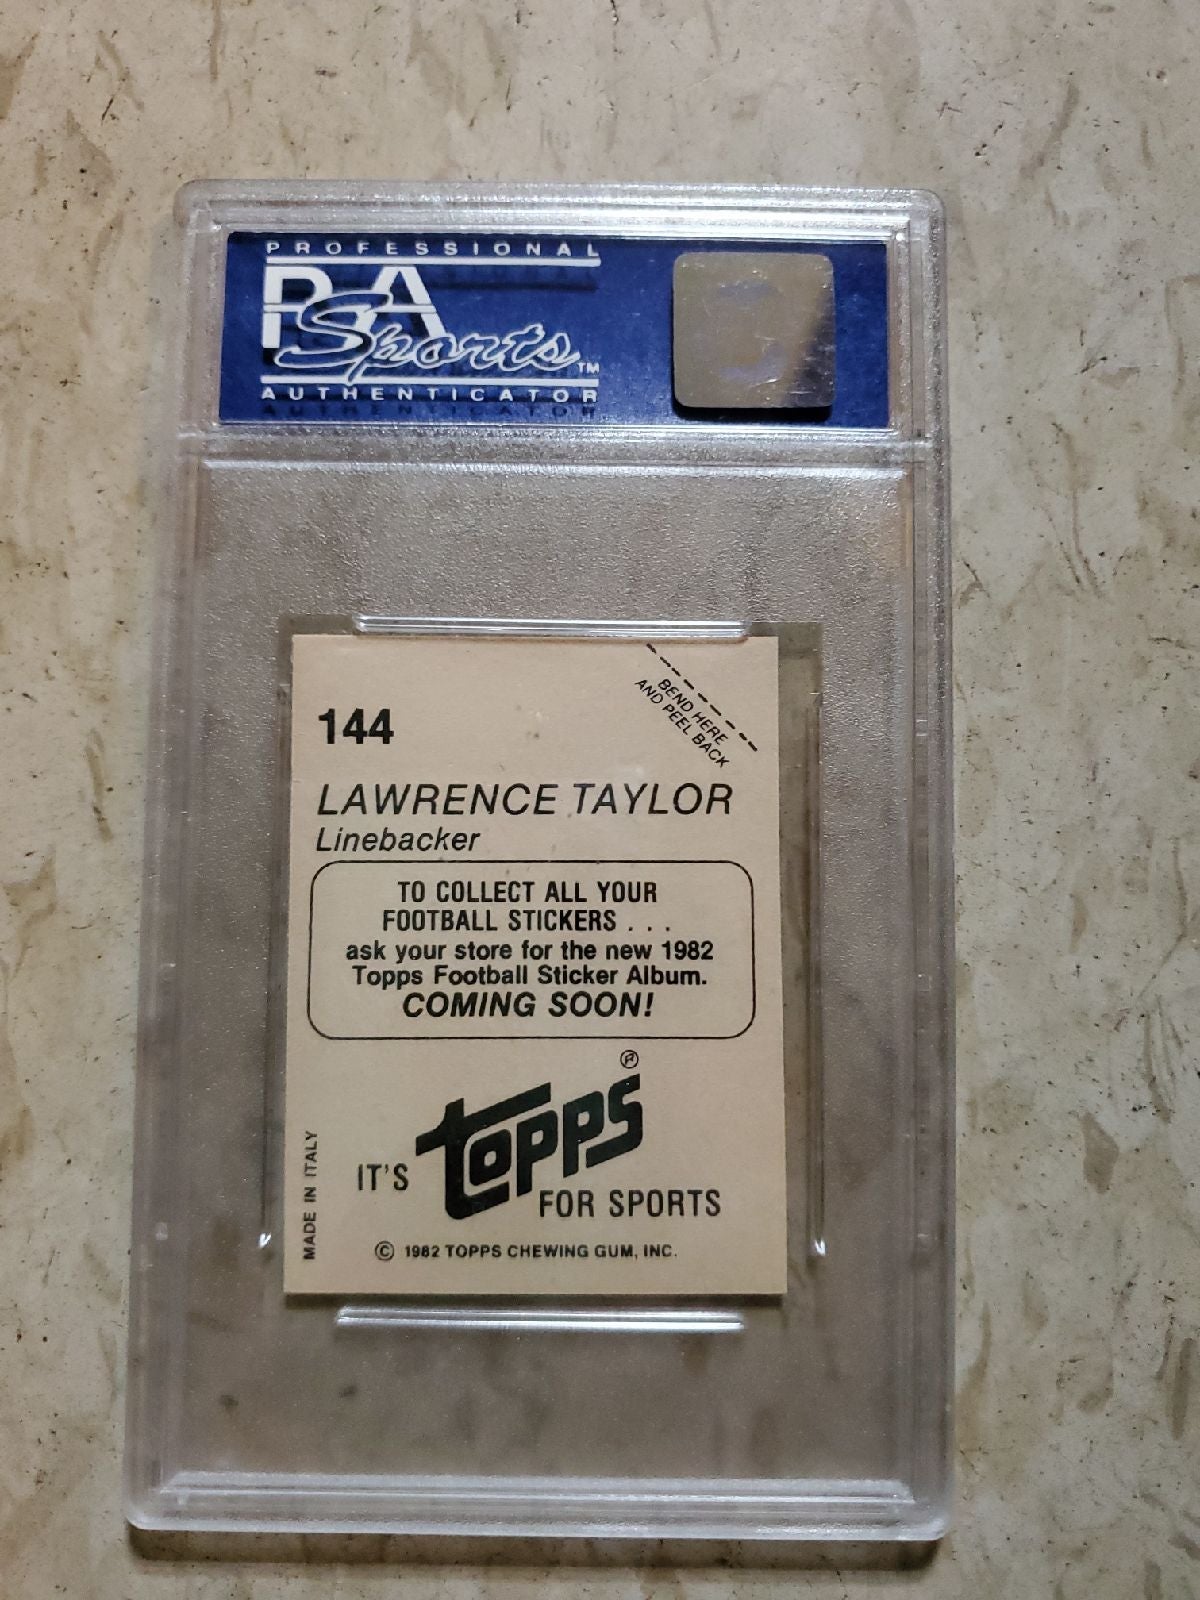 PROFESSIONAL
PSA
Sports™
AUTHENTICATOR
BEND HERE
AND PEEL BACK
144
LAWRENCE TAYLOR
Linebacker
TO COLLECT ALL YOUR
FOOTBALL STICKERS . . .
ask your store for the new 1982
Topps Football Sticker Album.
COMING SOON!
IT'S topps®
FOR SPORTS
MADE IN ITALY
© 1982 TOPPS CHEWING GUM, INC.